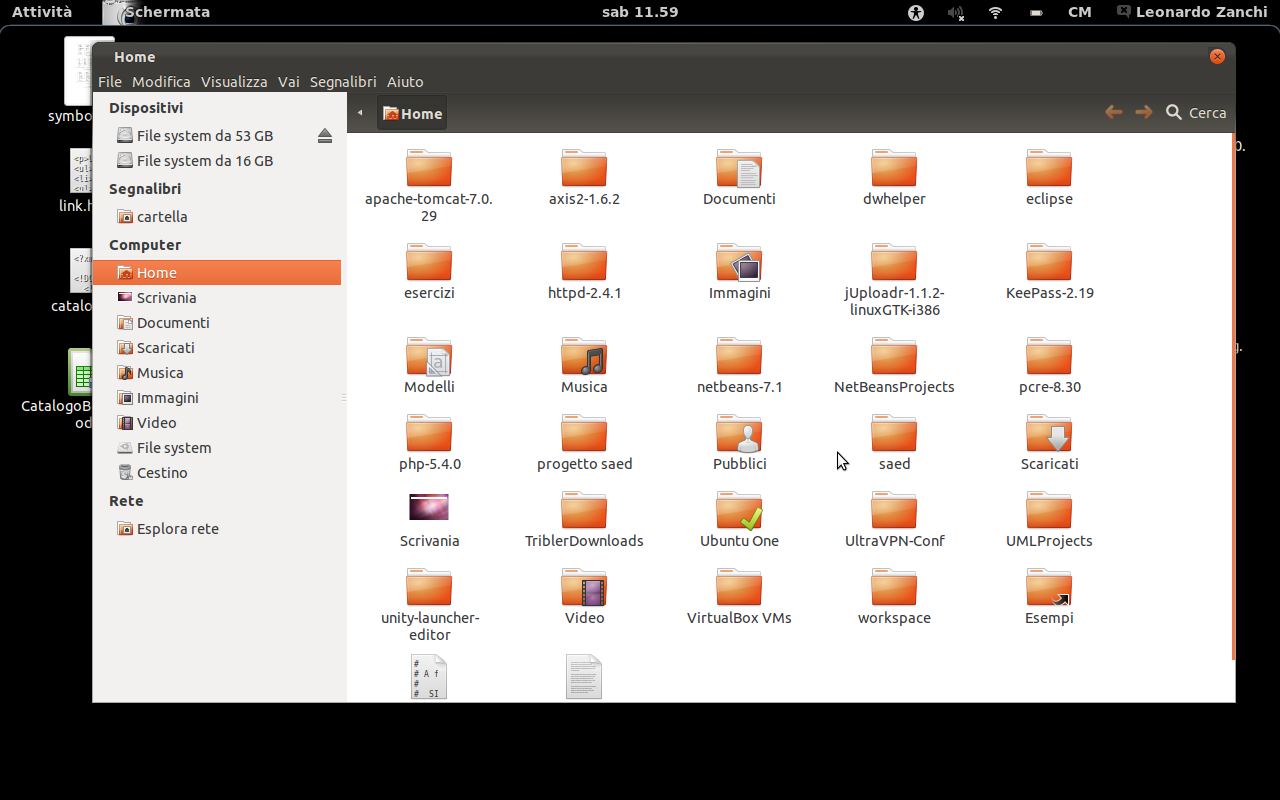 Attività Schermata sab 11.59 CM Leonardo Zanchi
Home
File Modifica Visualizza Vai Segnalibri Aiuto
Dispositivi
File system da 53 GB
File system da 16 GB
Segnalibri
cartella
Computer
Home
Scrivania
Documenti
Scaricati
Musica
Immagini
Video
File system
Cestino
Rete
Esplora rete
Home Cerca
apache-tomcat-7.0.
29
axis2-1.6.2
Documenti
dwhelper
eclipse
esercizi
httpd-2.4.1
Immagini
jUploadr-1.1.2-
linuxGTK-i386
KeePass-2.19
Modelli
Musica
netbeans-7.1
NetBeansProjects
pcre-8.30
php-5.4.0
progetto saed
Pubblici
saed
Scaricati
Scrivania
TriblerDownloads
Ubuntu One
UltraVPN-Conf
UMLProjects
unity-launcher-
editor
Video
VirtualBox VMs
workspace
Esempi
#
# A f
#
# SI
symbo
link.h
catalo
CatalogoB
od